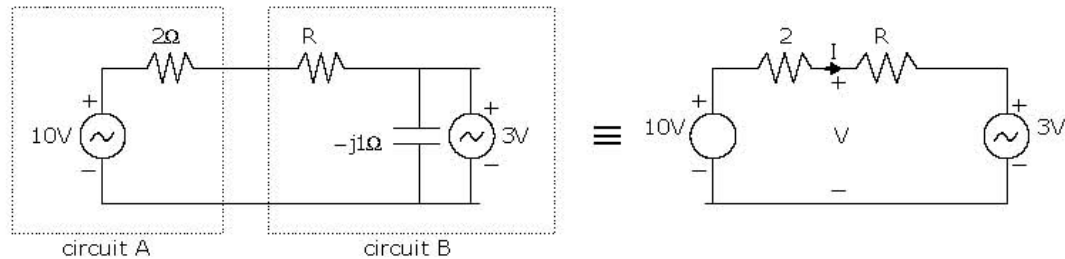 2Ω R 2 I R
+ + + + +
10V -j1Ω 3V ≡ 10V V 3V
− − − − −
circuit A circuit B